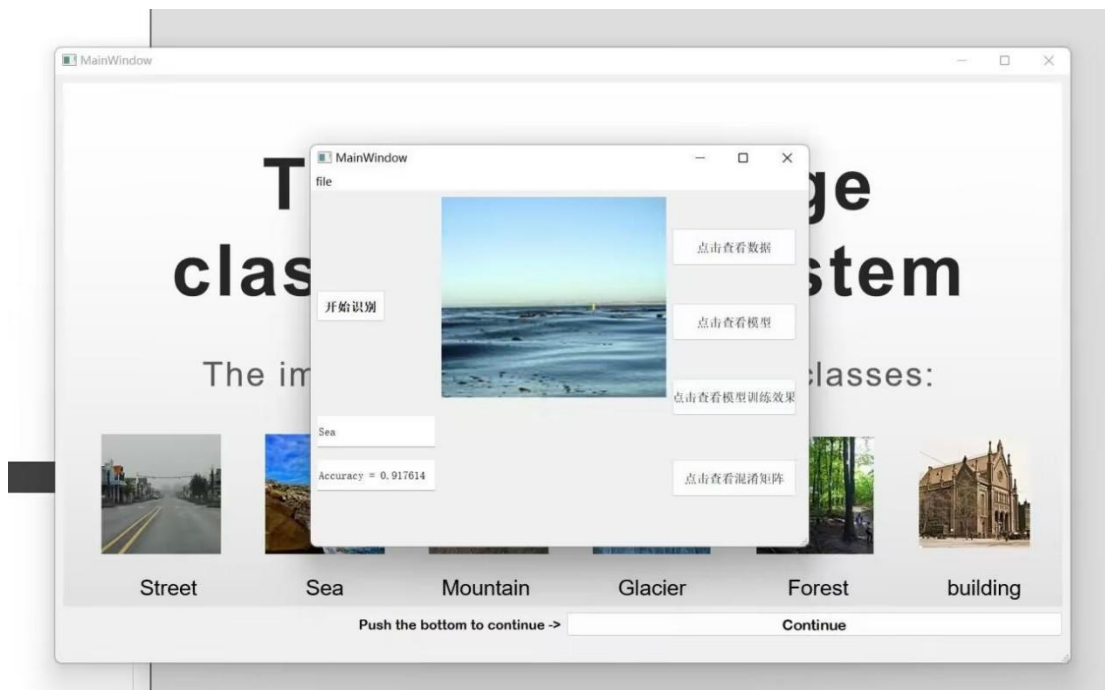 MainWindow
MainWindow
file
T
ge
clas
stem
开始识别
点击查看数据
点击查看模型
The im
classes:
点击查看模型训练效果
Sea
Accuracy = 0.917614
点击查看混淆矩阵
Street
Sea
Mountain
Glacier
Forest
building
Push the bottom to continue ->
Continue